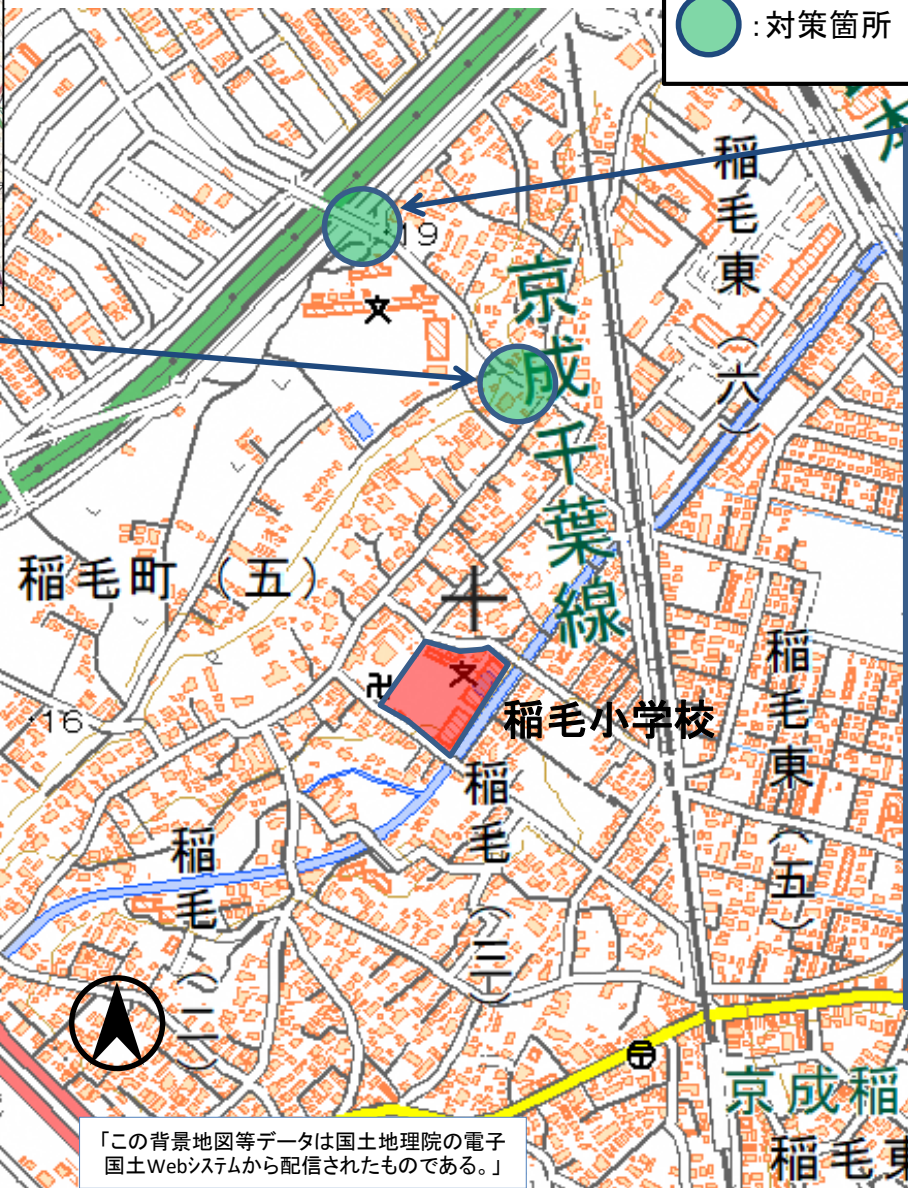 ：対策箇所
本
稲毛東（六）
19
京成千葉線
文
稲毛町（五）
文
卍
稲毛小学校
16
稲毛東（五）
稲毛（三）
稲毛（二）
京成稲
稲毛東
「この背景地図等データは国土地理院の電子
国土Webシステムから配信されたものである。」